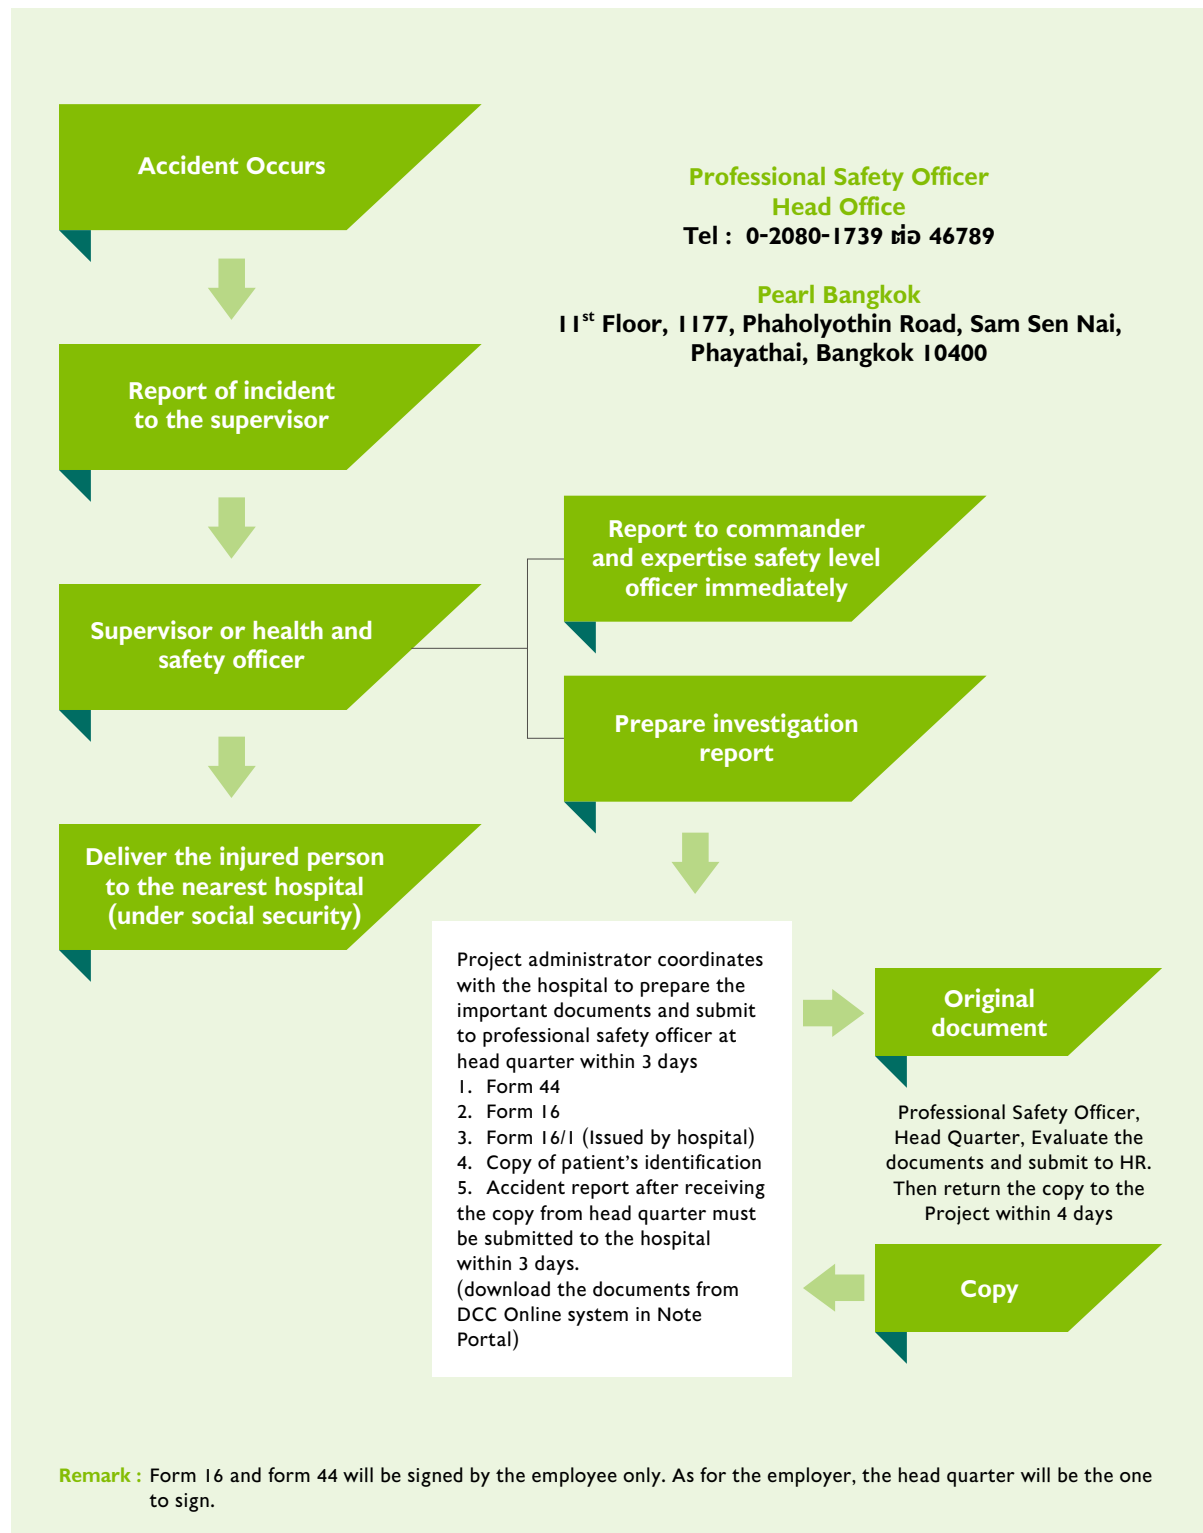 Accident Occurs
Professional Safety Officer
Head Office
Tel : 0-2080-1739 ต่อ 46789
Pearl Bangkok
11st Floor, 1177, Phaholyothin Road, Sam Sen Nai,
Phayathai, Bangkok 10400
Report of incident
to the supervisor
Report to commander
and expertise safety level
officer immediately
Supervisor or health and
safety officer
Prepare investigation
report
Deliver the injured person
to the nearest hospital
(under social security)
Project administrator coordinates
with the hospital to prepare the
important documents and submit
to professional safety officer at
head quarter within 3 days
1. Form 44
2. Form 16
3. Form 16/1 (Issued by hospital)
4. Copy of patient’s identification
5. Accident report after receiving
the copy from head quarter must
be submitted to the hospital
within 3 days.
(download the documents from
DCC Online system in Note
Portal)
Original
document
Professional Safety Officer,
Head Quarter, Evaluate the
documents and submit to HR.
Then return the copy to the
Project within 4 days
Copy
Remark : Form 16 and form 44 will be signed by the employee only. As for the employer, the head quarter will be the one
to sign.